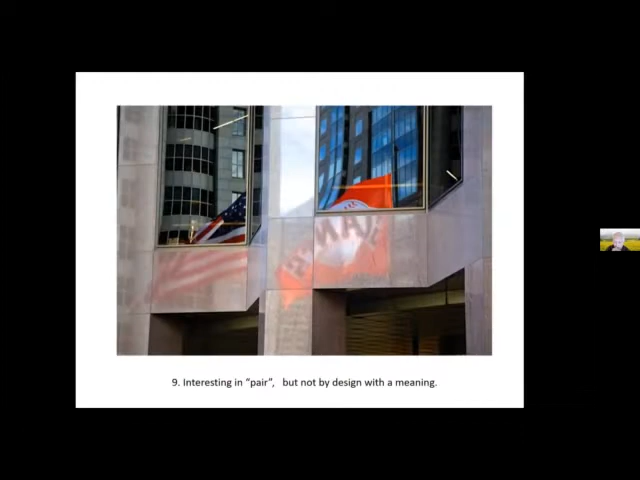 9. Interesting in “pair”, but not by design with a meaning.